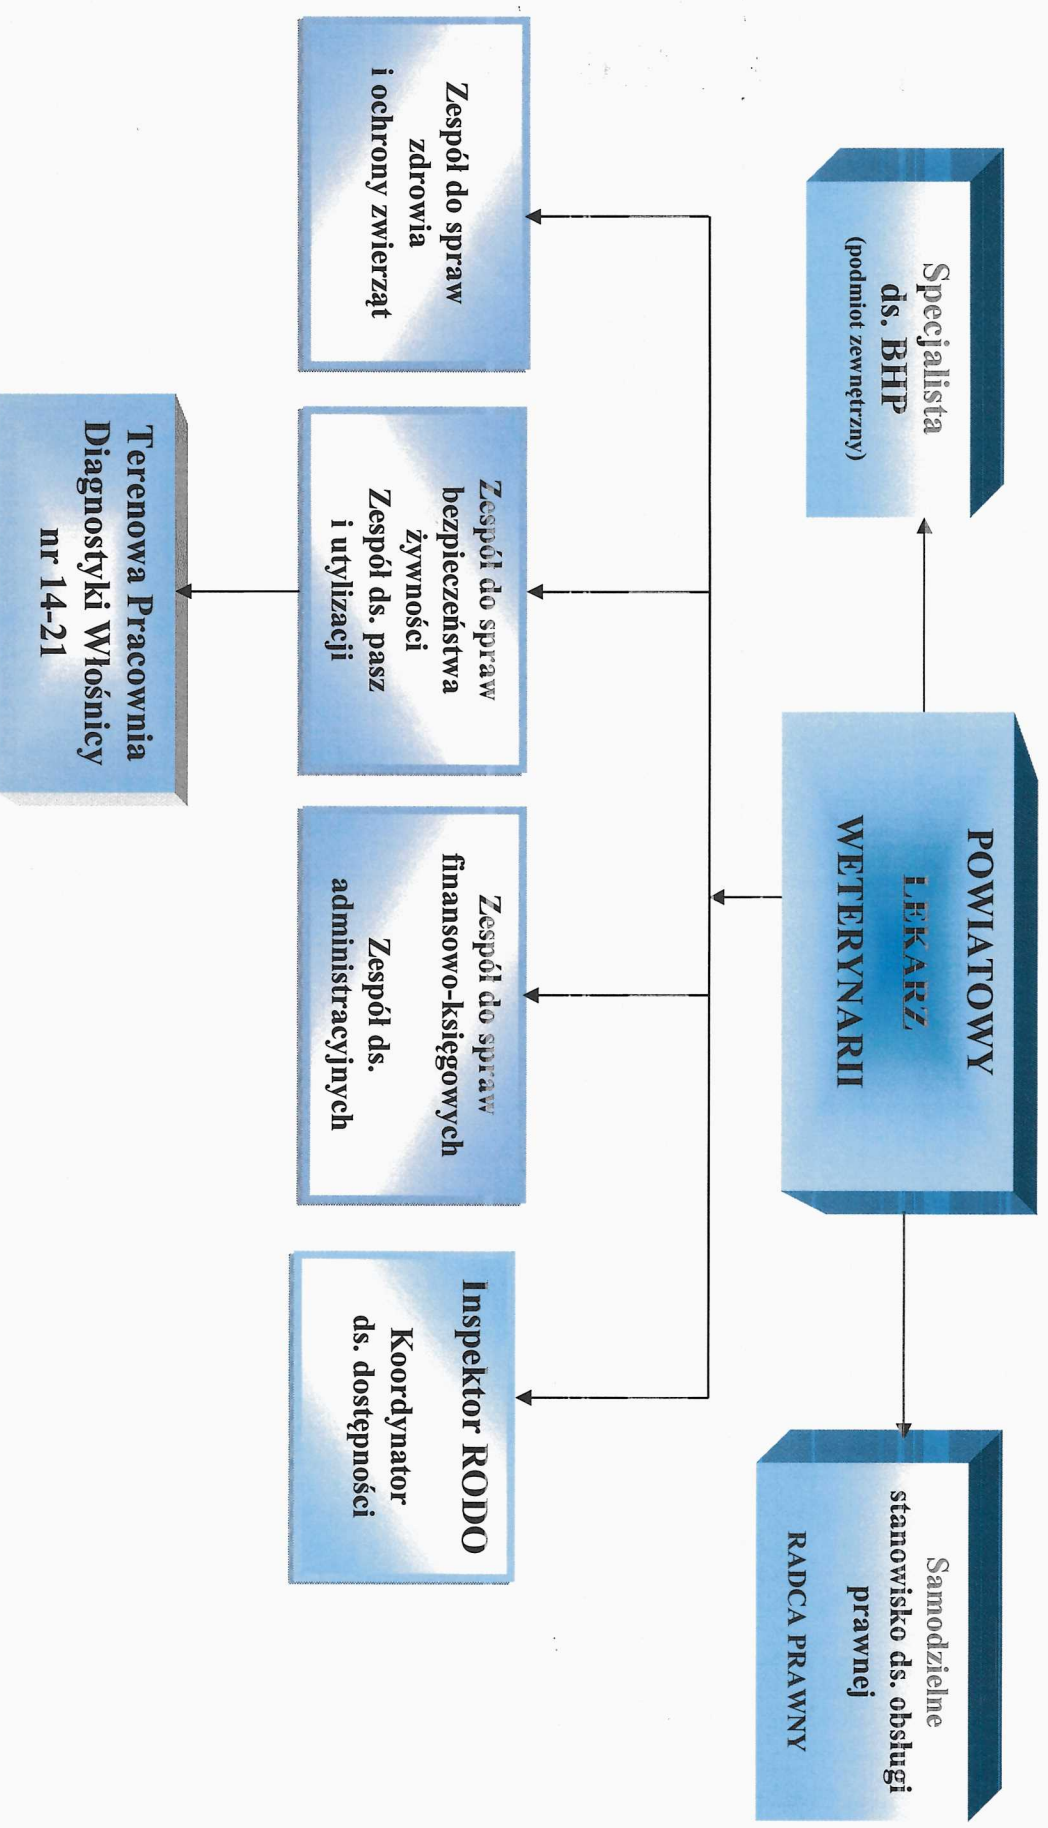 POWIATOWY
LEKARZ
WETERYNARII
Specjalista
ds. BHP
(podmiot zewnętrzny)
Samodzielne
stanowisko ds. obsługi
prawnej
RADCA PRAWNY
Zespół do spraw
zdrowia
i ochrony zwierząt
Zespół do spraw
bezpieczeństwa
żywności
Zespół ds. pasz
i utylizacji
Zespół do spraw
finansowo-księgowych
Zespół ds.
administracyjnych
Inspektor RODO
Koordynator
ds. dostępności
Terenowa Pracownia
Diagnostyki Włośnicy
nr 14-21